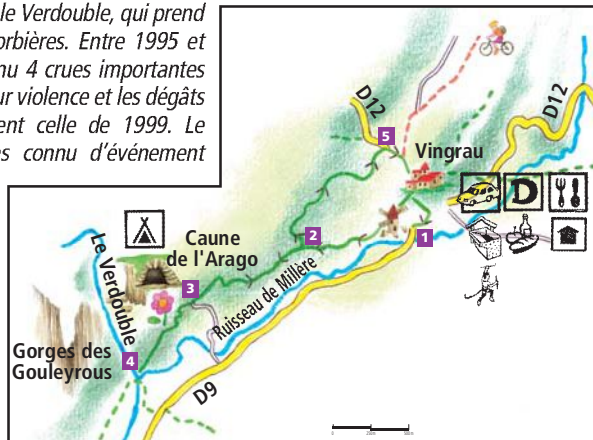 le Verdouble, qui prend
orbières. Entre 1995 et
nu 4 crues importantes
ur violence et les dégâts
ent celle de 1999. Le
s connu d'événement
D12
D12
5
Vingrau
D
2
1
Caune
de l'Arago
Le Verdouble
3
Ruisseau de Millère
Gorges des
Gouleyrous
4
D9